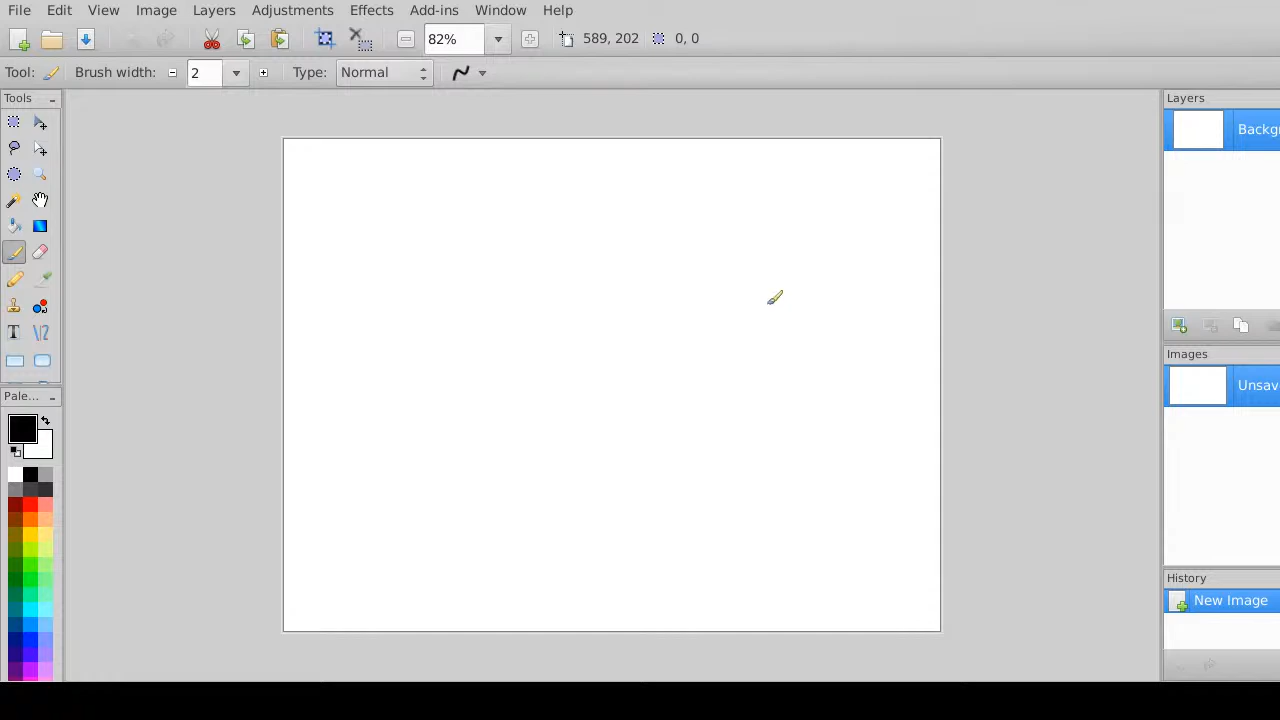 File Edit View Image Layers Adjustments Effects Add-ins Window Help
82% 589, 202 0, 0
Tool: Brush width: 2 Type: Normal
Tools
Layers
Backgr
Images
Unsav
Pale...
History
New Image